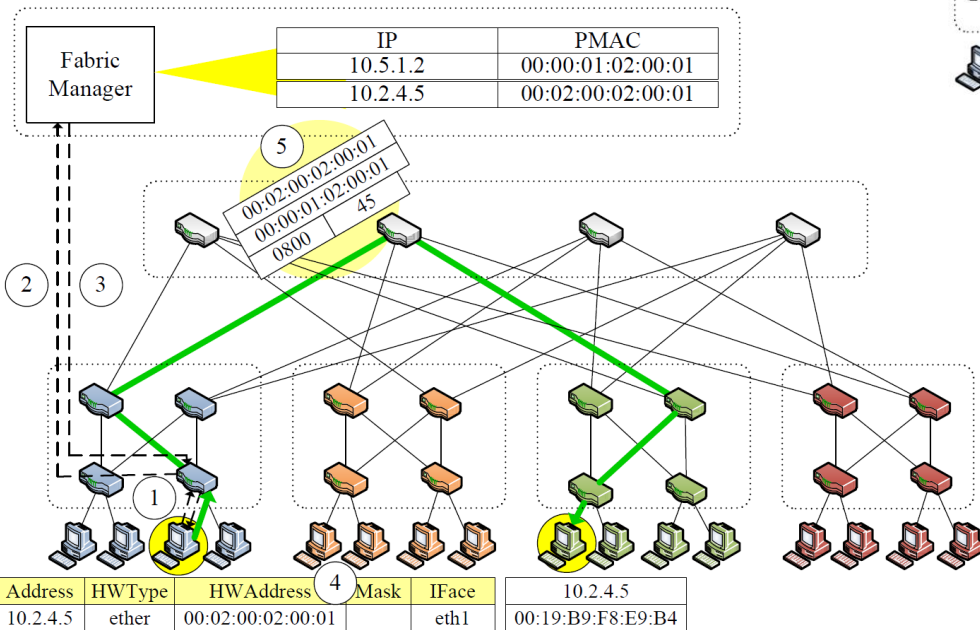 Fabric
Manager
IP PMAC
10.5.1.2 00:00:01:02:00:01
10.2.4.5 00:02:00:02:00:01
5
00:02:00:02:00:01
00:00:01:02:00:01
0800 45
2 3
1
4
Address HWType HWAddress Mask IFace
10.2.4.5 ether 00:02:00:02:00:01 eth1
10.2.4.5
00:19:B9:F8:E9:B4